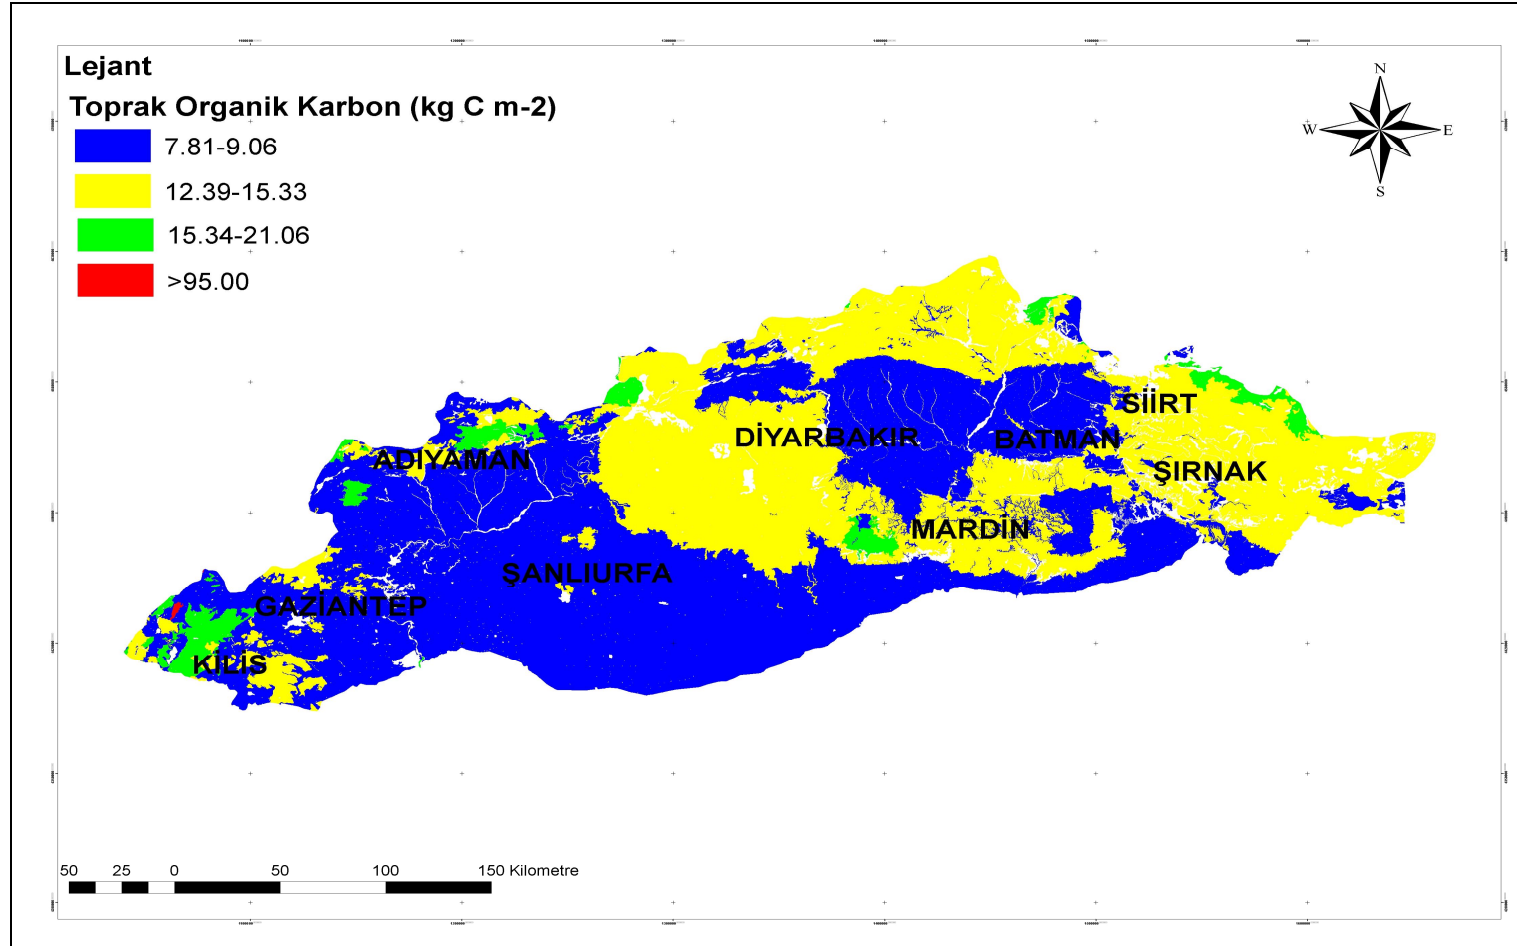 Lejant
Toprak Organik Karbon (kg C m-2)
7.81-9.06
12.39-15.33
15.34-21.06
>95.00
N
W E
S
SİİRT
DİYARBAKIR
BATMAN
ADIYAMAN
ŞIRNAK
MARDİN
ŞANLIURFA
GAZİANTEP
KİLİS
50 25 0 50 100 150 Kilometre